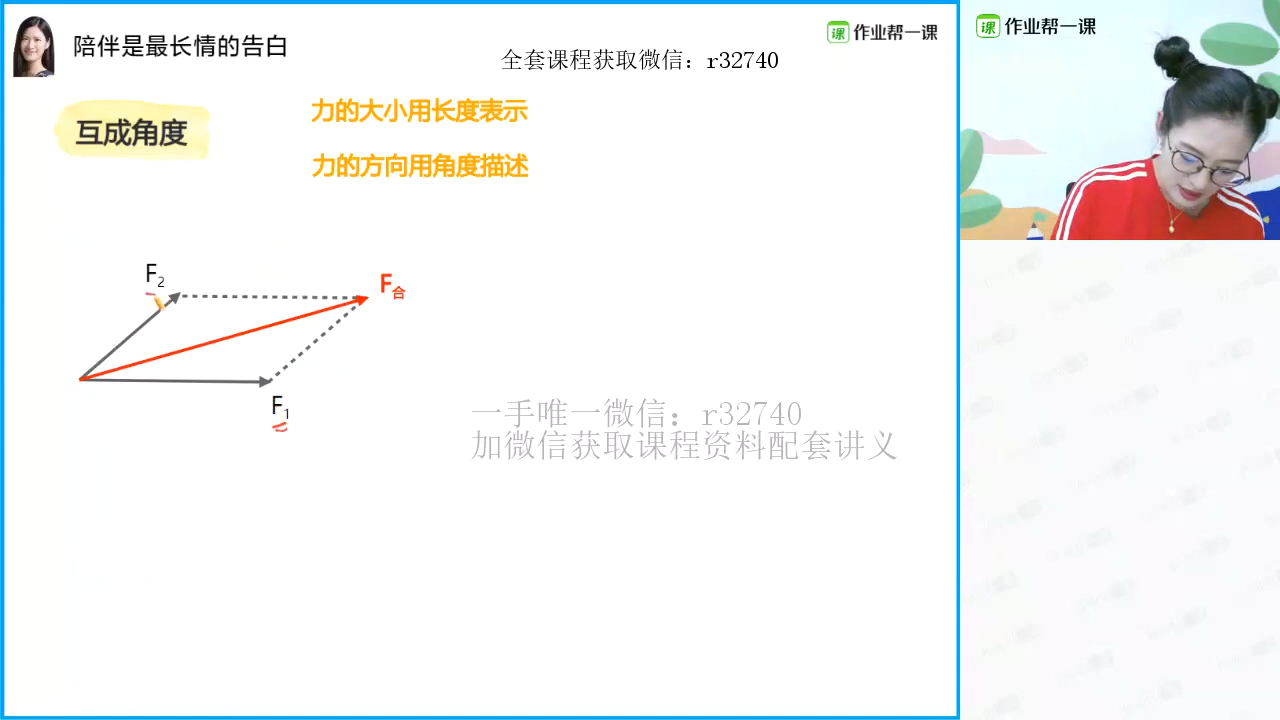 陪伴是最长情的告白
课 作业帮一课
全套课程获取微信：r32740
课 作业帮一课
互成角度
力的大小用长度表示
力的方向用角度描述
F2
F合
F1
一手唯一微信：r32740
加微信获取课程资料配套讲义